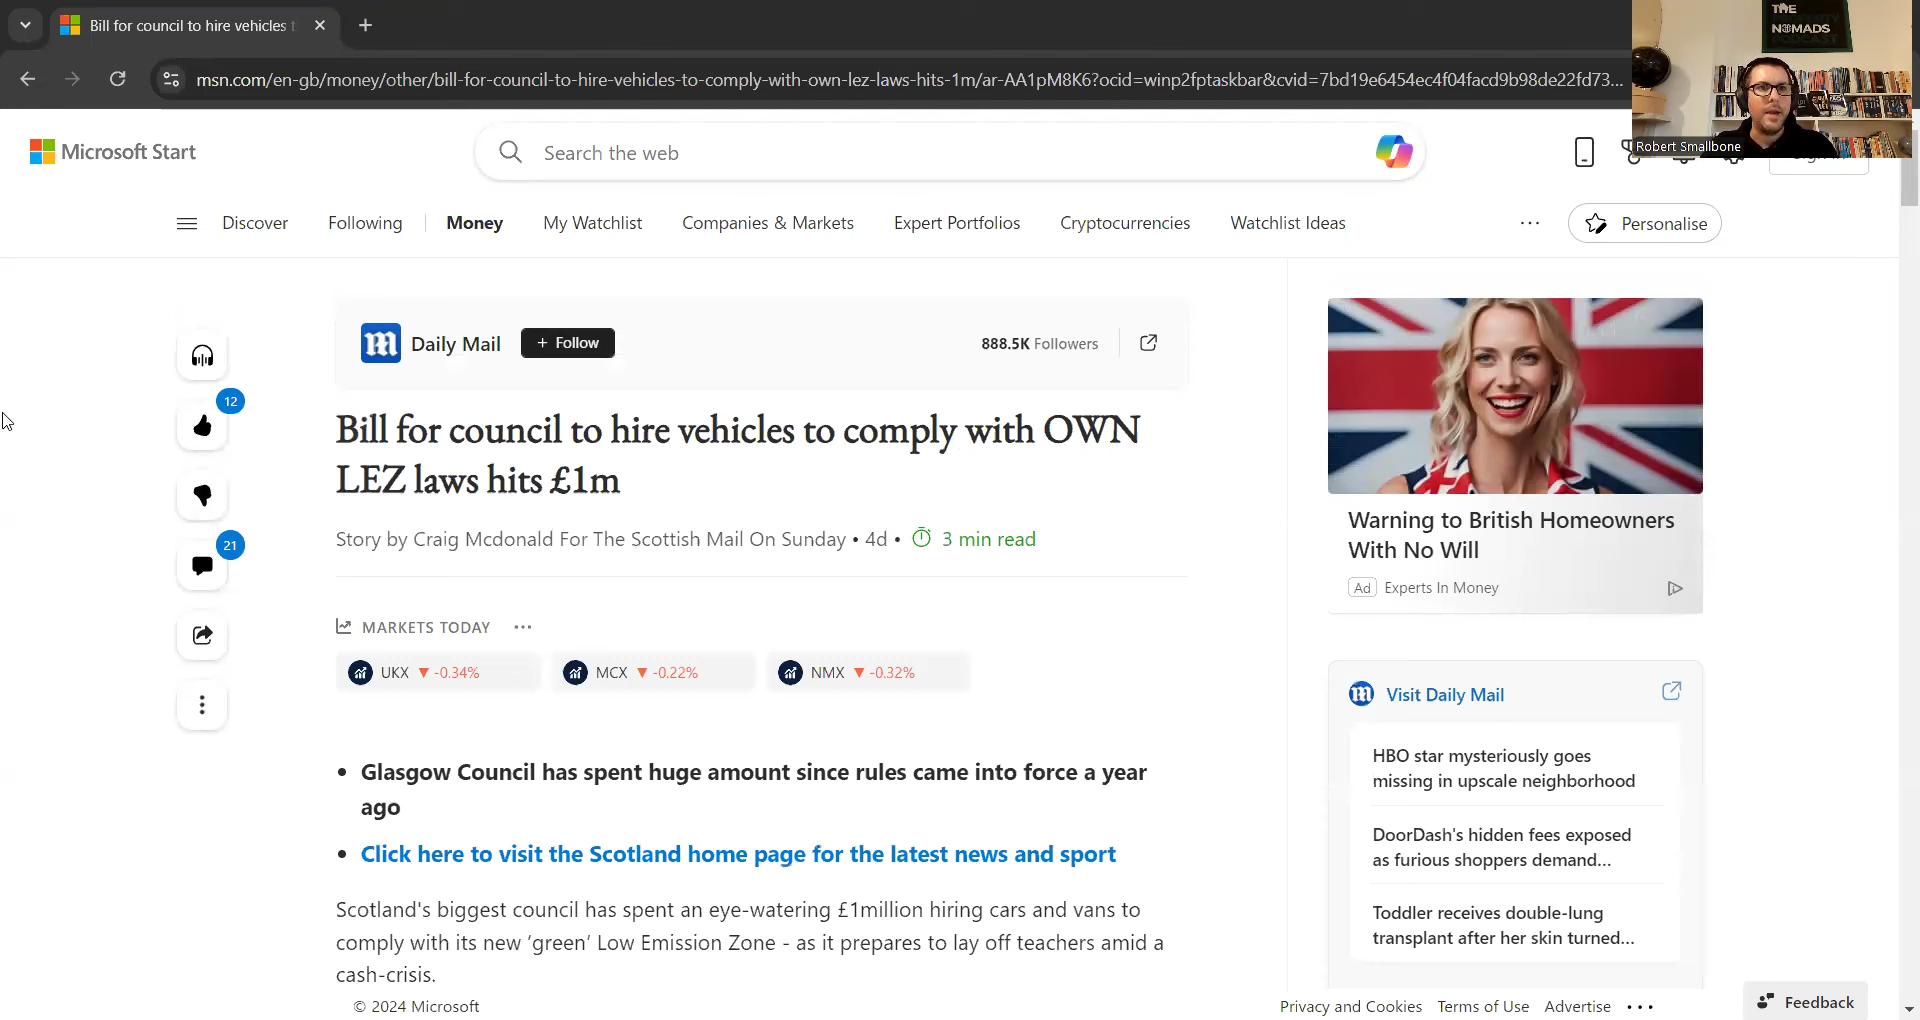 Bill for council to hire vehicles t
msn.com/en-gb/money/other/bill-for-council-to-hire-vehicles-to-comply-with-own-lez-laws-hits-1m/ar-AA1pM8K6?ocid=winp2fptaskbar&cvid=7bd19e6454ec4f04facd9b98de22fd73...
THE
NOMADS
PODCAST
Robert Smallbone
Microsoft Start
Search the web
Discover
Following
Money
My Watchlist
Companies & Markets
Expert Portfolios
Cryptocurrencies
Watchlist Ideas
Personalise
Daily Mail
+ Follow
888.5K Followers
12
21
Bill for council to hire vehicles to comply with OWN
LEZ laws hits £1m
Story by Craig Mcdonald For The Scottish Mail On Sunday • 4d • 3 min read
MARKETS TODAY
UKX ▼ -0.34%
MCX ▼ -0.22%
NMX ▼ -0.32%
• Glasgow Council has spent huge amount since rules came into force a year
ago
• Click here to visit the Scotland home page for the latest news and sport
Scotland's biggest council has spent an eye-watering £1million hiring cars and vans to
comply with its new ‘green’ Low Emission Zone - as it prepares to lay off teachers amid a
cash-crisis.
Warning to British Homeowners
With No Will
Ad Experts In Money
Visit Daily Mail
HBO star mysteriously goes
missing in upscale neighborhood
DoorDash's hidden fees exposed
as furious shoppers demand...
Toddler receives double-lung
transplant after her skin turned...
© 2024 Microsoft
Privacy and Cookies
Terms of Use
Advertise
Feedback